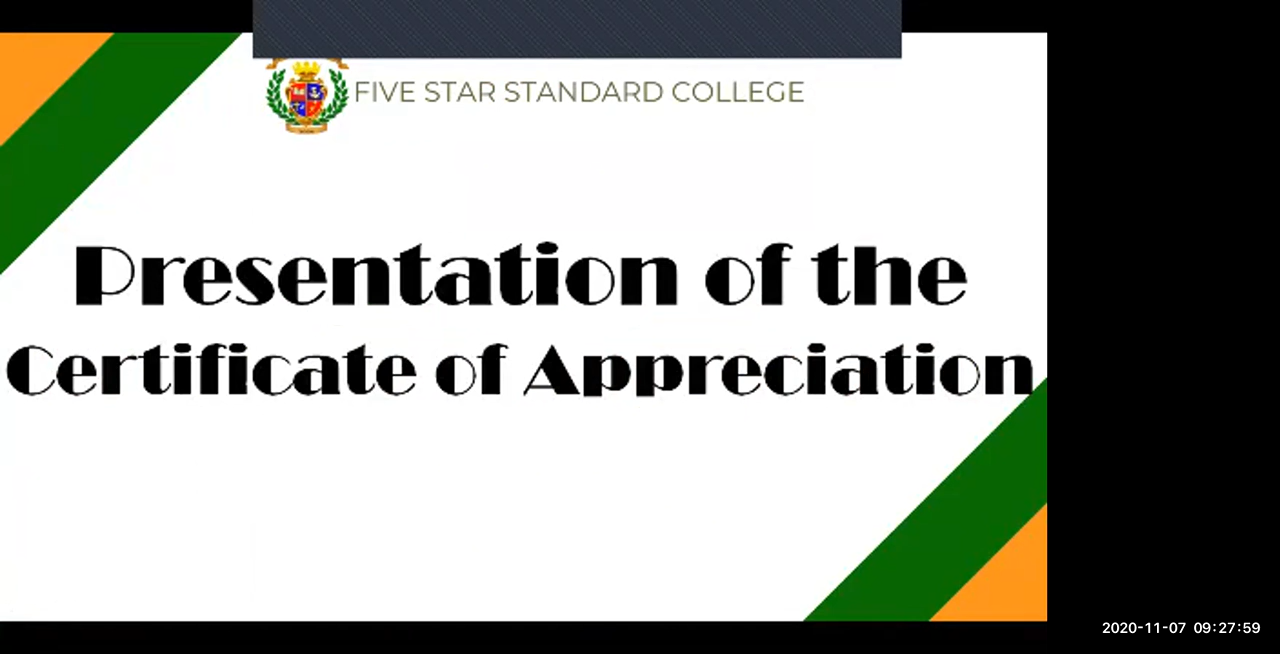 FIVE STAR STANDARD COLLEGE
Presentation of the
Certificate of Appreciation
2020-11-07 09:27:59